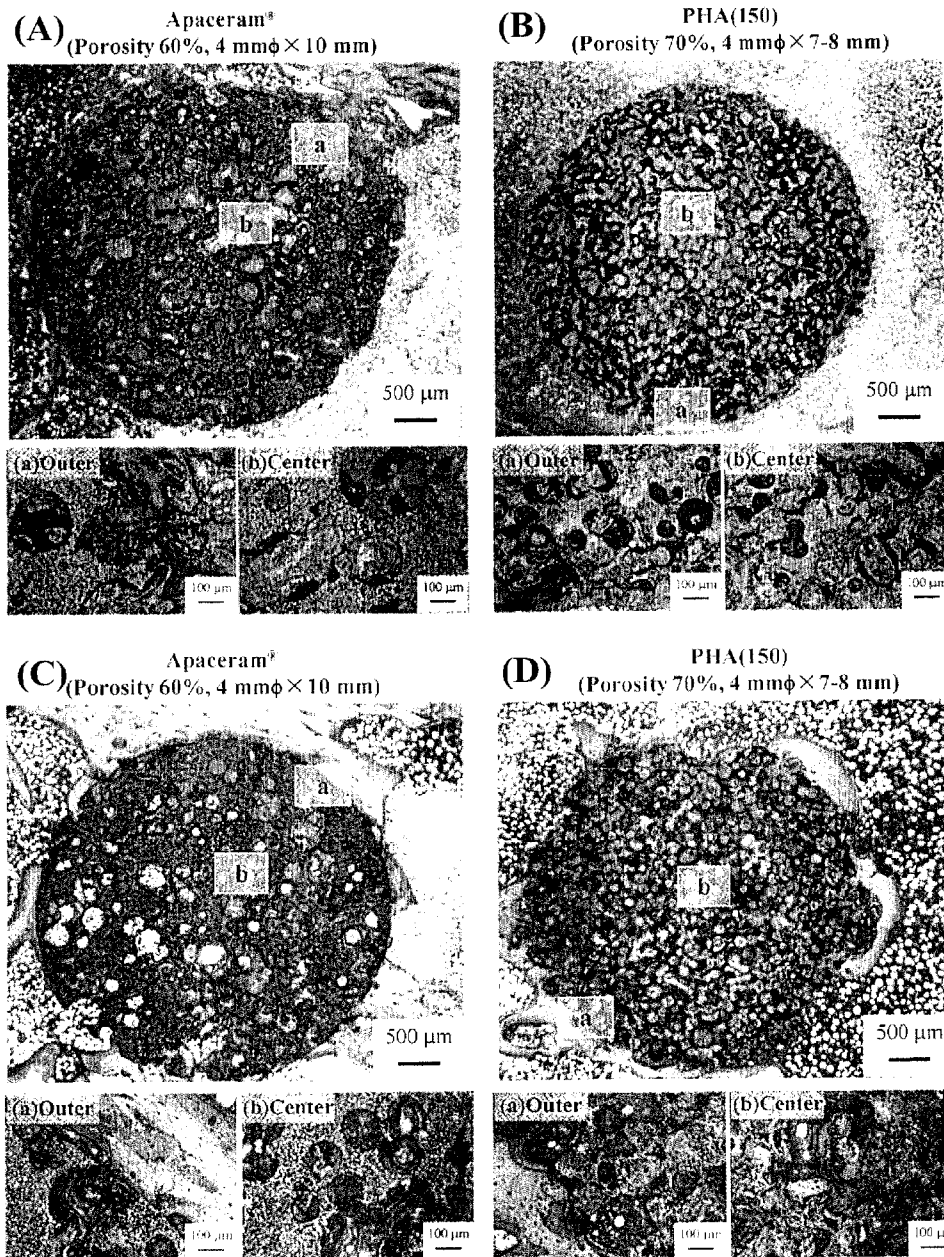 (A)
Apaceram®
(Porosity 60%, 4 mmφ×10 mm)
a
b
500 μm
(a)Outer
100 μm
(b)Center
100 μm
(B)
PHA(150)
(Porosity 70%, 4 mmφ×7-8 mm)
b
a
500 μm
(a)Outer
100 μm
(b)Center
100 μm
(C)
Apaceram®
(Porosity 60%, 4 mmφ×10 mm)
a
b
500 μm
(a)Outer
100 μm
(b)Center
100 μm
(D)
PHA(150)
(Porosity 70%, 4 mmφ×7-8 mm)
b
a
500 μm
(a)Outer
100 μm
(b)Center
100 μm